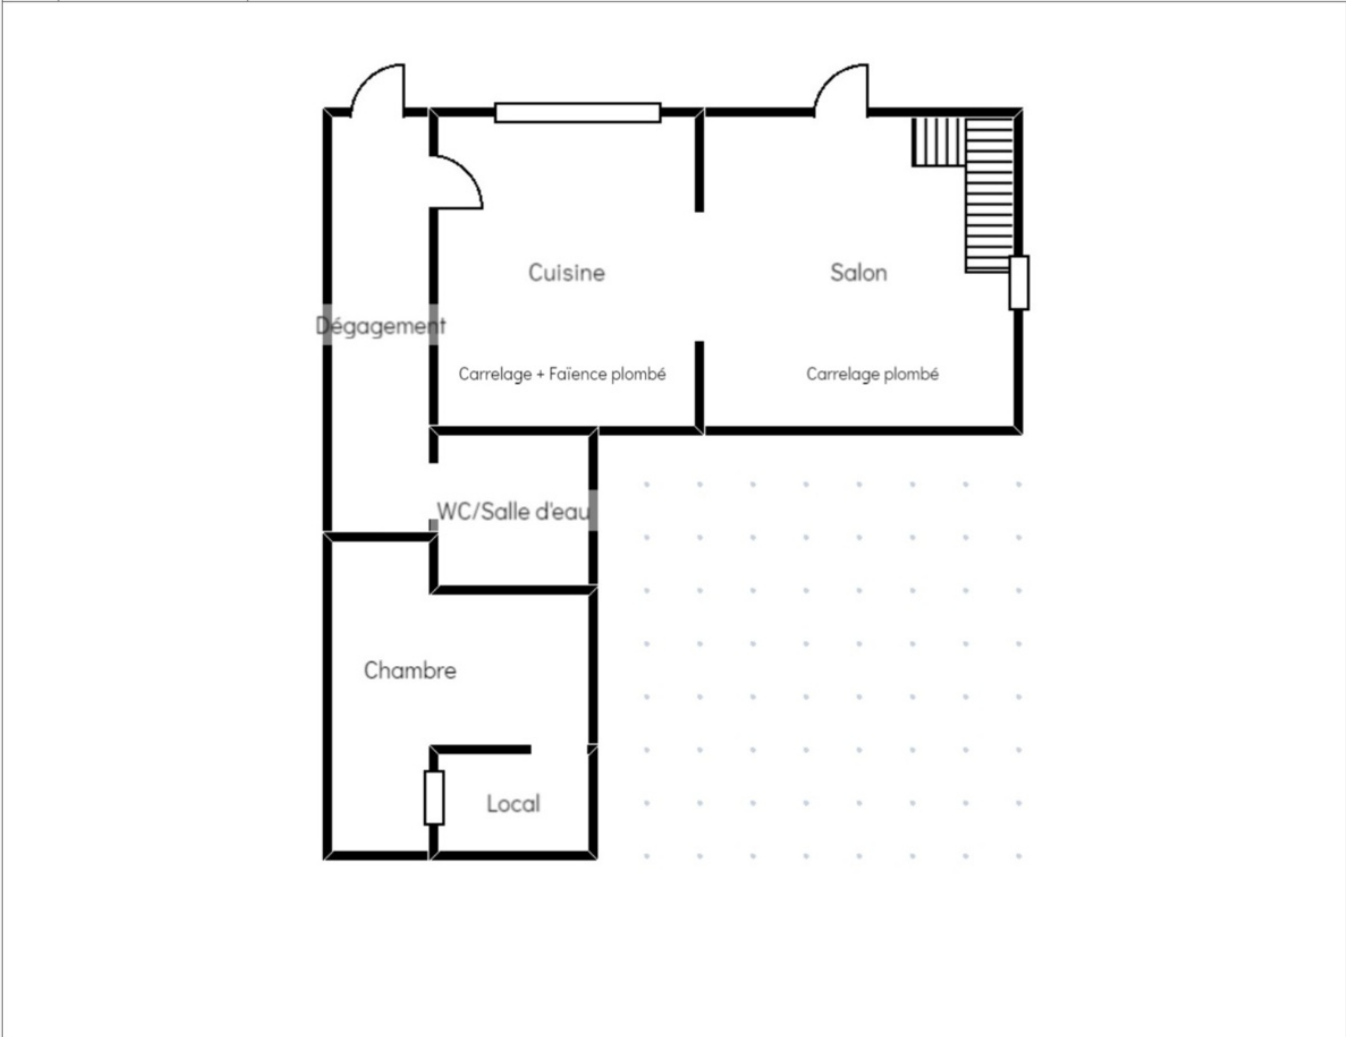 Cuisine
Salon
Dégagement
Carrelage + Faïence plombé
Carrelage plombé
WC/Salle d'eau
Chambre
Local